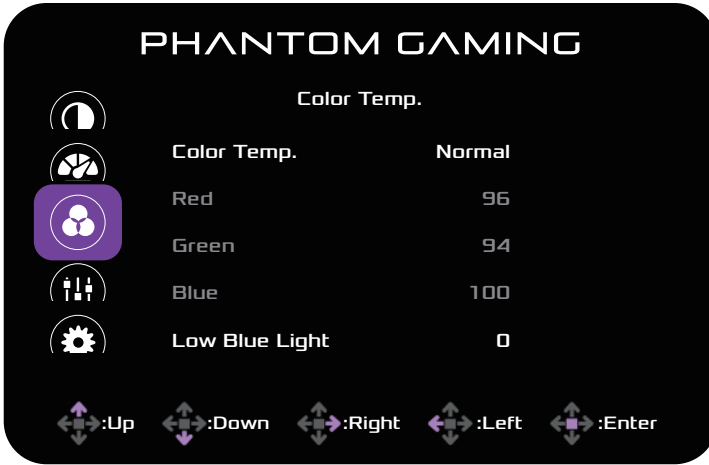 PHANTOM GAMING
Color Temp.
Color Temp. Normal
Red 96
Green 94
Blue 100
Low Blue Light 0
:Up :Down :Right :Left :Enter